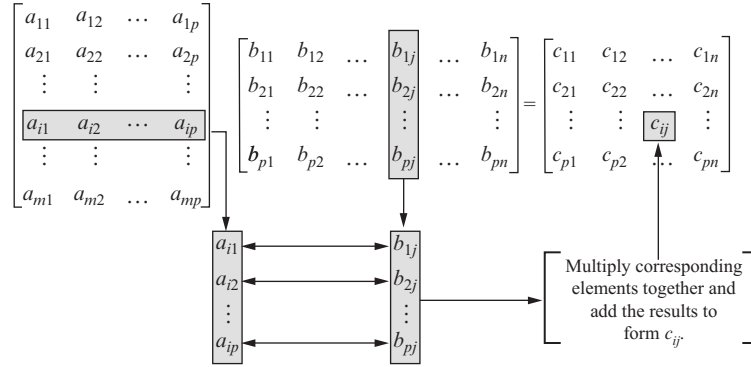 a₁₁ a₁₂ … a₁ₚ
a₂₁ a₂₂ … a₂ₚ
⋮ ⋮ ⋮
aᵢ₁ aᵢ₂ … aᵢₚ
⋮ ⋮ ⋮
aₘ₁ aₘ₂ … aₘₚ
b₁₁ b₁₂ … b₁ⱼ … b₁ₙ
b₂₁ b₂₂ … b₂ⱼ … b₂ₙ
⋮ ⋮ ⋮ ⋮
bₚ₁ bₚ₂ … bₚⱼ … bₚₙ
=
c₁₁ c₁₂ … c₁ₙ
c₂₁ c₂₂ … c₂ₙ
⋮ ⋮ cᵢⱼ ⋮
cₚ₁ cₚ₂ … cₚₙ
aᵢ₁ b₁ⱼ
aᵢ₂ b₂ⱼ
⋮ ⋮
aᵢₚ bₚⱼ
Multiply corresponding
elements together and
add the results to
form cᵢⱼ.